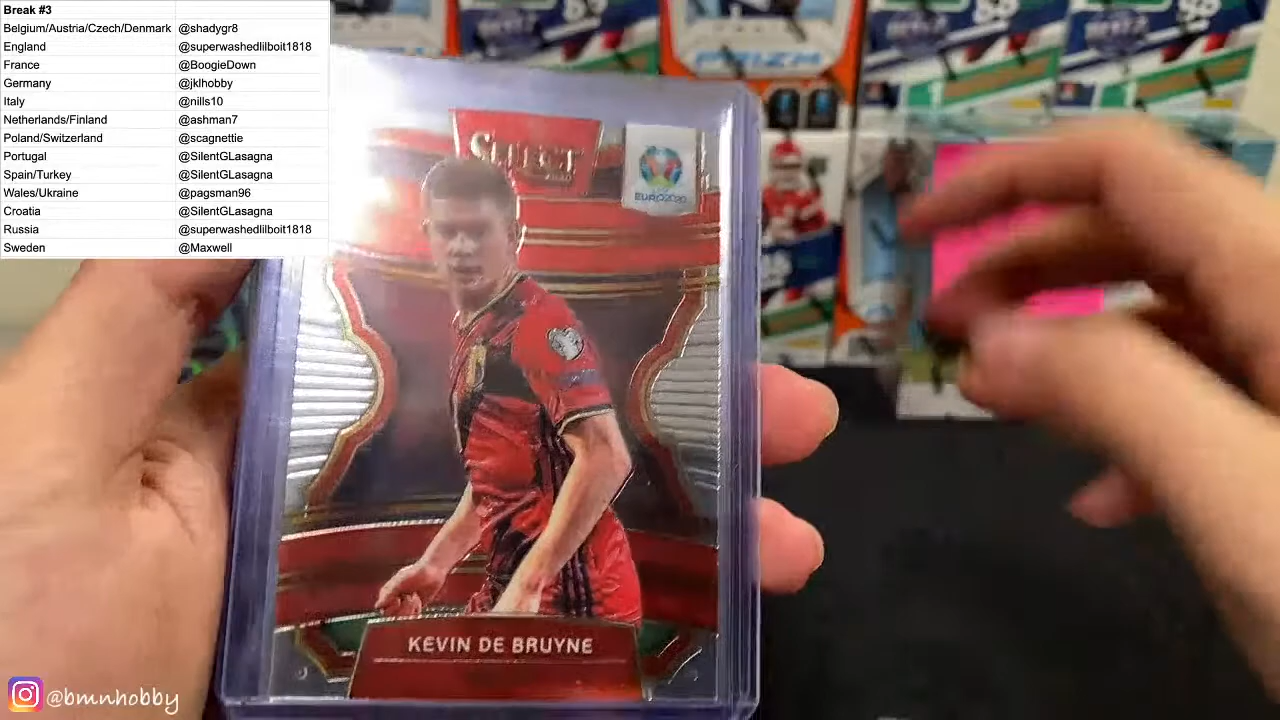 Break #3
Belgium/Austria/Czech/Denmark @shadygr8
England @superwashedlilboit1818
France @BoogieDown
Germany @jklhobby
Italy @nills10
Netherlands/Finland @ashman7
Poland/Switzerland @scagnettie
Portugal @SilentGLasagna
Spain/Turkey @SilentGLasagna
Wales/Ukraine @pagsman96
Croatia @SilentGLasagna
Russia @superwashedlilboit1818
Sweden @Maxwell
SELECT
2020
EURO2020
PRIZM
KEVIN DE BRUYNE
@bmnhobby